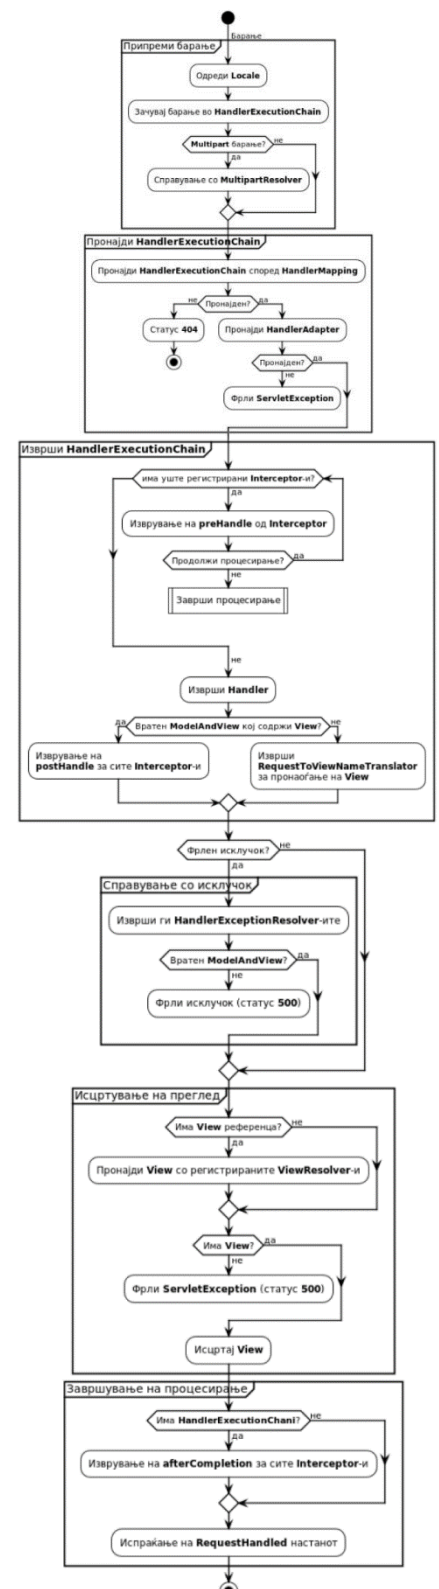 Барање
Припреми барање
Одреди Locale
Зачувај барање во HandlerExecutionChain
Multipart барање?
не
да
Справување со MultipartResolver
Пронајди HandlerExecutionChain
Пронајди HandlerExecutionChain според HandlerMapping
не
Пронајден?
да
Статус 404
Пронајди HandlerAdapter
Пронајден?
да
не
Фрли ServletException
Изврши HandlerExecutionChain
има уште регистрирани Interceptor-и?
да
Изврување на preHandle од Interceptor
Продолжи процесирање?
да
не
Заврши процесирање
не
Изврши Handler
да
Вратен ModelAndView кој содржи View?
не
Изврување на
postHandle за сите Interceptor-и
Изврши
RequestToViewNameTranslator
за пронаоѓање на View
Фрлен исклучок?
не
да
Справување со исклучок
Изврши ги HandlerExceptionResolver-ите
Вратен ModelAndView?
да
не
Фрли исклучок (статус 500)
Исцртување на преглед
Има View референца?
не
да
Пронајди View со регистрираните ViewResolver-и
Има View?
да
не
Фрли ServletException (статус 500)
Исцртај View
Завршување на процесирање
Има HandlerExecutionChani?
не
да
Изврување на afterCompletion за сите Interceptor-и
Испраќање на RequestHandled настанот